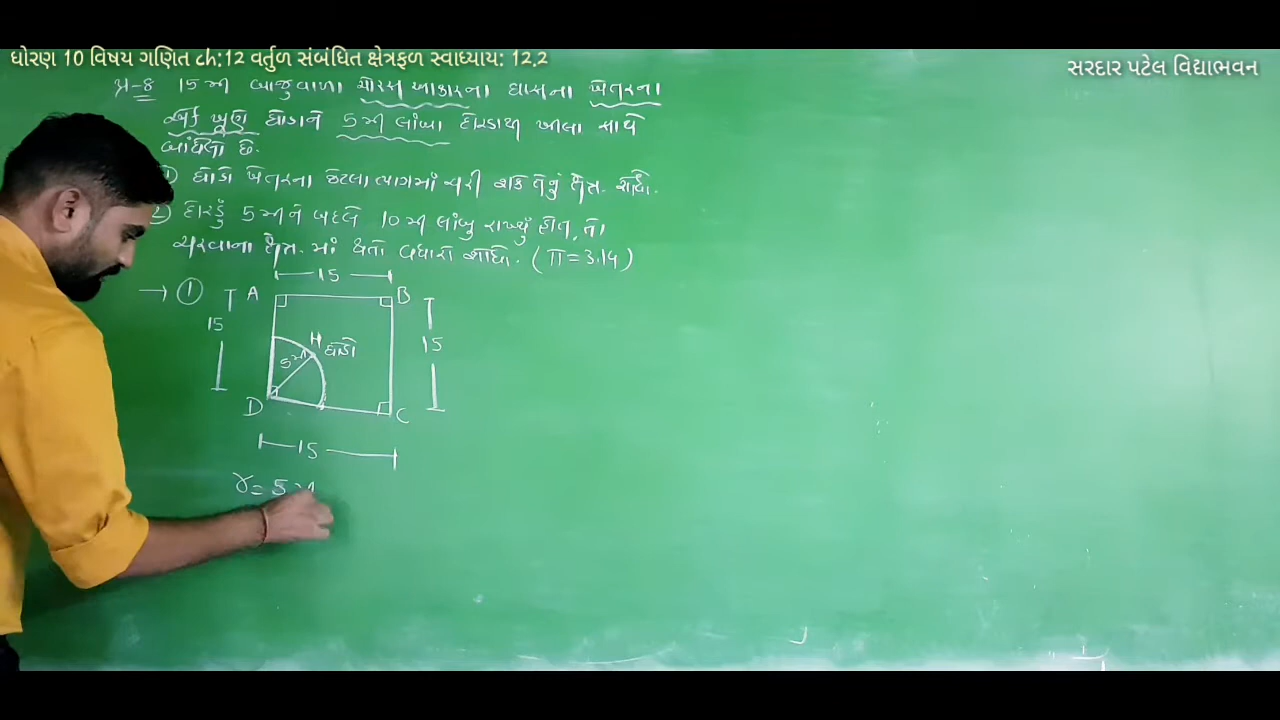 ધોરણ 10 વિષય ગણિત ch:12 વર્તુળ સંબંધિત ક્ષેત્રફળ સ્વાધ્યાય: 12.2
સરદાર પટેલ વિદ્યાભવન
પ્ર-8 15 મી બાજુવાળા ચોરસ આકારના ઘાસના ખેતરના
એક ખૂણે ઘોડાને 5 મી લાંબા દોરડાથી ખીલા સાથે
બાંધેલો છે.
1) ઘોડો ખેતરના જેટલા ભાગમાં ચરી શકે તેનું ક્ષેત્ર. શોધો.
2) દોરડું 5 મીને બદલે 10 મી લાંબુ રાખ્યું હોત, તો
ચરવાના ક્ષેત્ર. માં થતો વધારો શોધો. (π = 3.14)
15
→ 1 A B
15 15
H
5 મી ઘોડો
D C
15
r = 5 મી